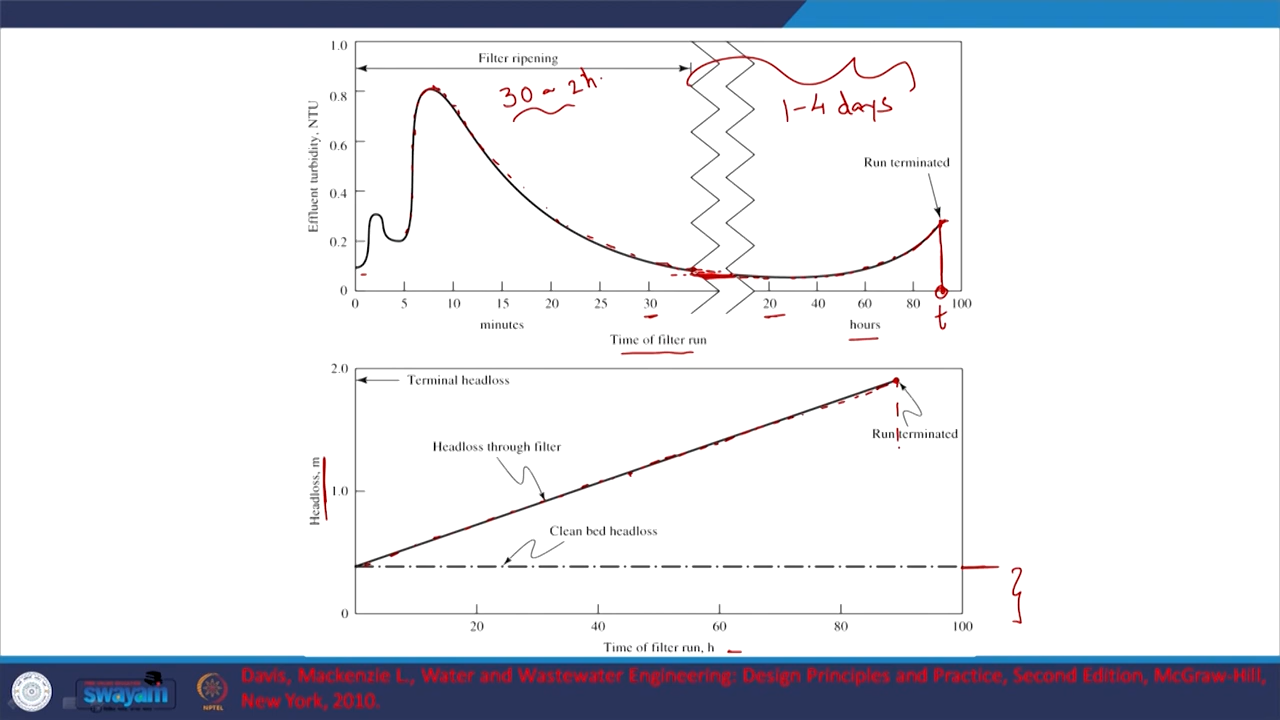 1.0
Filter ripening
30 - 2h.
1-4 days
0.8
Effluent turbidity, NTU
0.6
Run terminated
0.4
0.2
0
0 5 10 15 20 25 30 20 40 60 80 100
t
minutes hours
Time of filter run
2.0
Terminal headloss
Run terminated
Headloss through filter
Headloss, m
1.0
Clean bed headloss
0
20 40 60 80 100
Time of filter run, h
swayam
NPTEL
Davis, Mackenzie L., Water and Wastewater Engineering: Design Principles and Practice, Second Edition, McGraw-Hill,
New York, 2010.